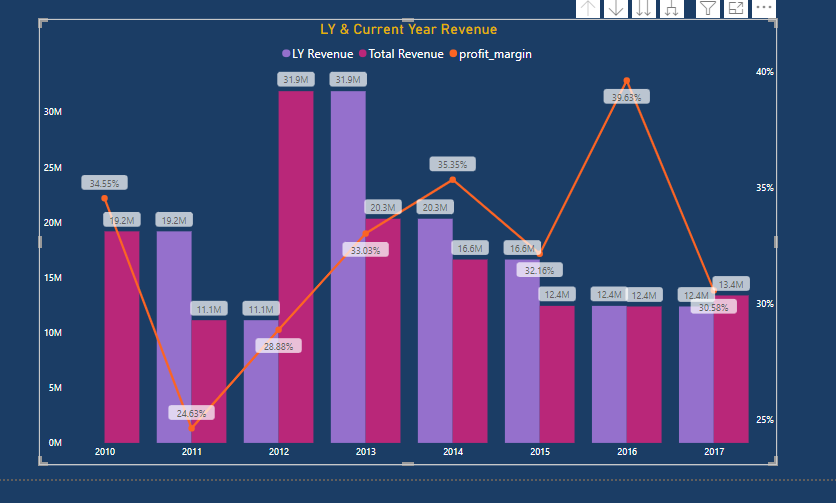 LY & Current Year Revenue
LY Revenue Total Revenue profit_margin
40%
31.9M 31.9M
39.63%
30M
35.35%
25M
34.55%
35%
20.3M 20.3M
20M
19.2M 19.2M
33.03%
16.6M 16.6M
32.16%
15M
13.4M
12.4M 12.4M 12.4M 12.4M
30%
11.1M 11.1M
30.58%
10M
28.88%
5M
24.63%
25%
0M
2010 2011 2012 2013 2014 2015 2016 2017